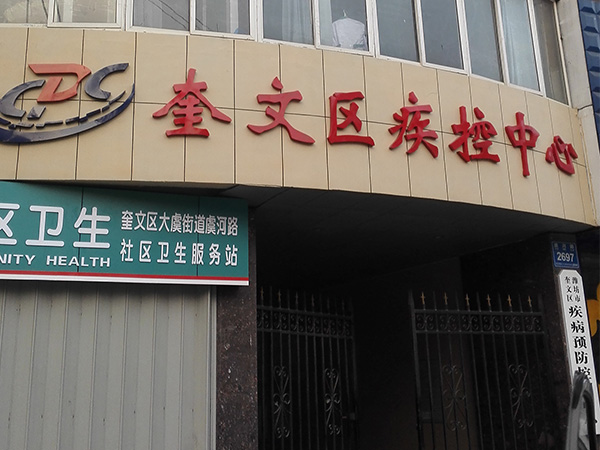 CDC
奎文区疾控中心
区卫生
NITY HEALTH
奎文区大虞街道虞河路
社区卫生服务站
2697
潍坊市
奎文区
疾病预防控